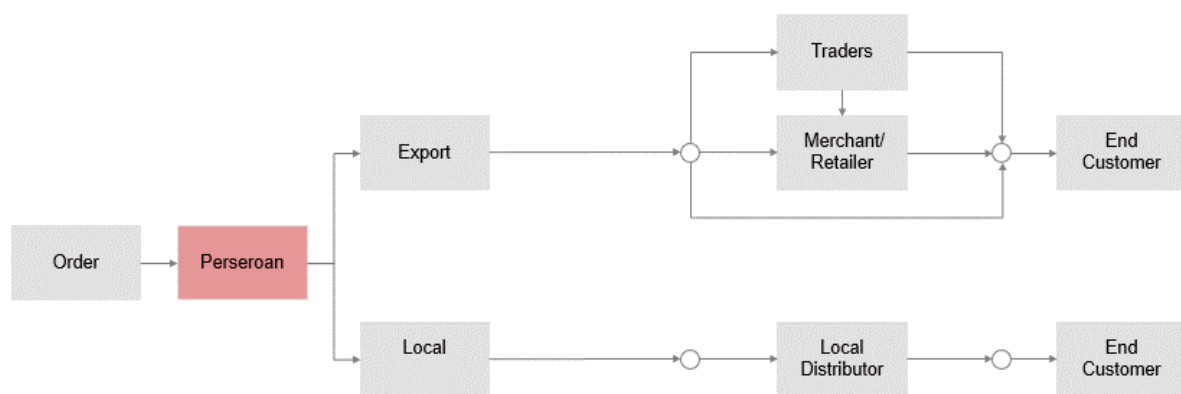 Traders
Export
Merchant/
Retailer
End
Customer
Order
Perseroan
Local
Local
Distributor
End
Customer